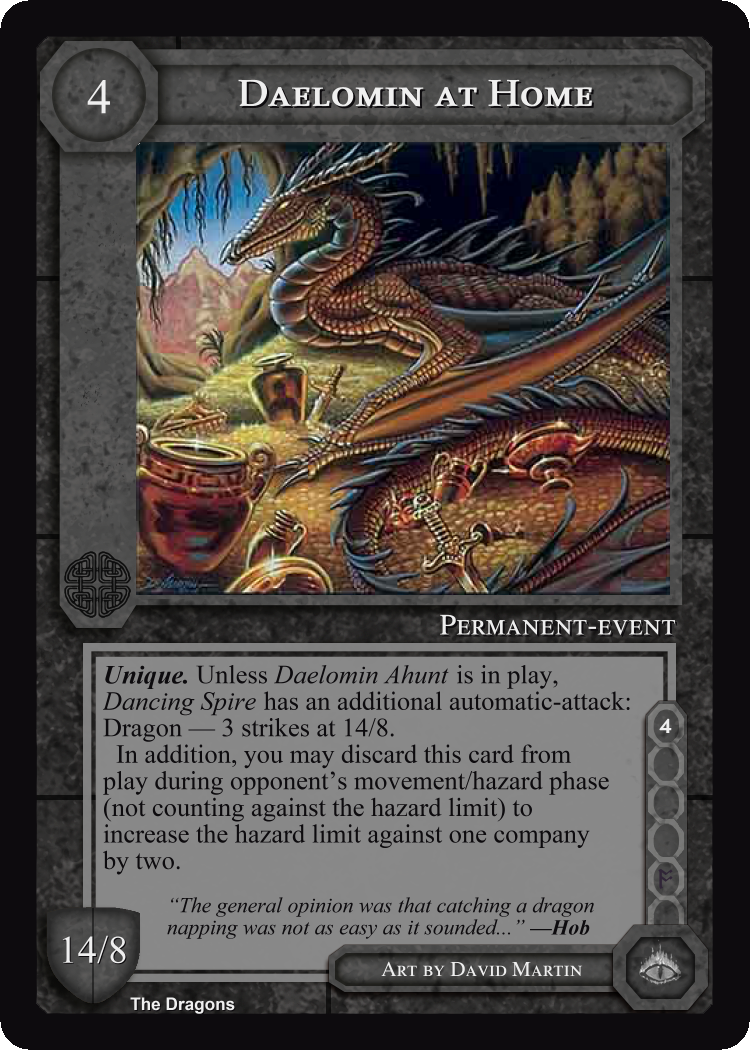 4
DAELOMIN AT HOME
PERMANENT-EVENT
Unique. Unless Daelomin Ahunt is in play,
Dancing Spire has an additional automatic-attack:
Dragon — 3 strikes at 14/8.
In addition, you may discard this card from
play during opponent's movement/hazard phase
(not counting against the hazard limit) to
increase the hazard limit against one company
by two.
4
“The general opinion was that catching a dragon
napping was not as easy as it sounded...” —Hob
14/8
ART BY DAVID MARTIN
The Dragons